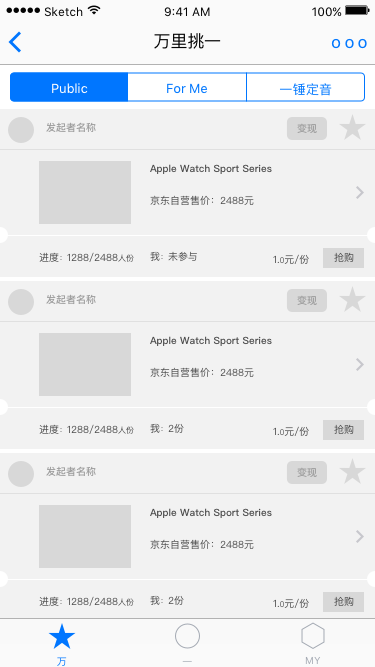 Sketch 9:41 AM 100%
万里挑一
Public For Me 一锤定音
发起者名称 变现
Apple Watch Sport Series
京东自营售价：2488元
进度：1288/2488人份 我：未参与 1.0元/份 抢购
发起者名称 变现
Apple Watch Sport Series
京东自营售价：2488元
进度：1288/2488人份 我：2份 1.0元/份 抢购
发起者名称 变现
Apple Watch Sport Series
京东自营售价：2488元
进度：1288/2488人份 我：2份 1.0元/份 抢购
万 一 MY